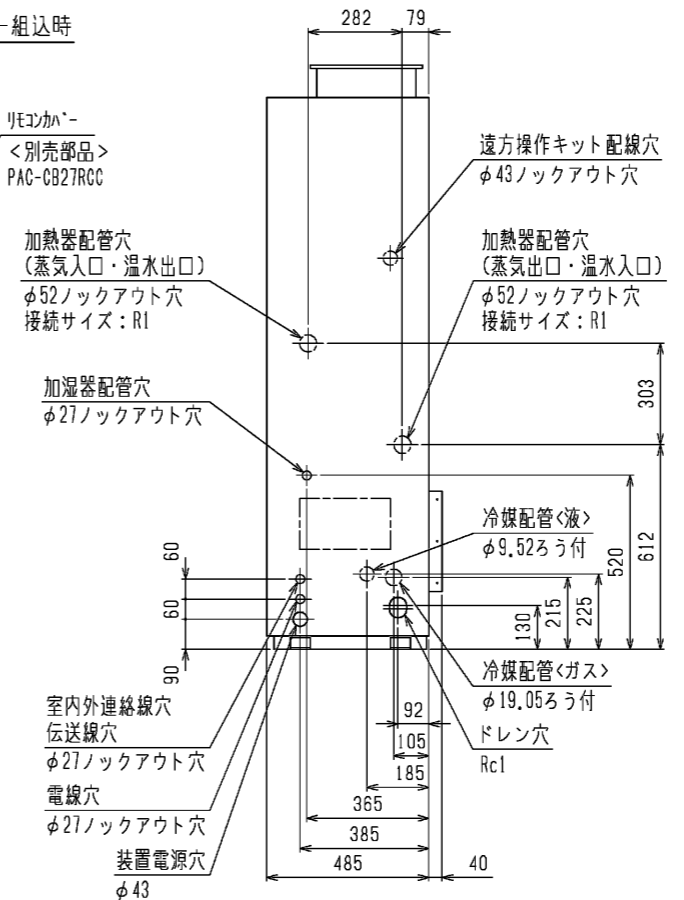 ー組込時
282
79
リモコンカバー
<別売部品>
PAC-CB27RCC
遠方操作キット配線穴
φ43ノックアウト穴
加熱器配管穴
(蒸気入口・温水出口)
φ52ノックアウト穴
接続サイズ:R1
加熱器配管穴
(蒸気出口・温水入口)
φ52ノックアウト穴
接続サイズ:R1
303
加湿器配管穴
φ27ノックアウト穴
冷媒配管<液>
φ9.52ろう付
60
60
90
130
215
225
520
612
冷媒配管<ガス>
φ19.05ろう付
室内外連絡線穴
伝送線穴
φ27ノックアウト穴
92
ドレン穴
Rc1
105
185
電線穴
φ27ノックアウト穴
365
385
装置電源穴
φ43
485
40